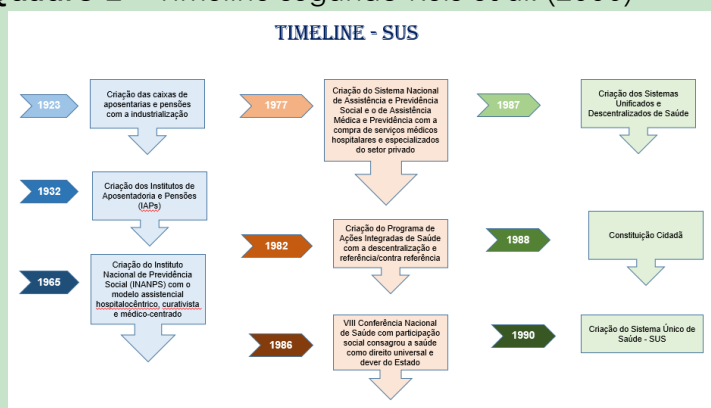 TIMELINE - SUS
1923
Criação das caixas de
aposentarias e pensões
com a industrialização
1932
Criação dos Institutos de
Aposentadoria e Pensões
(IAPs)
1965
Criação do Instituto
Nacional de Previdência
Social (INANPS) com o
modelo assistencial
hospitalocêntrico, curativista
e médico-centrado
1977
Criação do Sistema Nacional
de Assistência e Previdência
Social e o de Assistência
Médica e Previdência com a
compra de serviços médicos
hospitalares e especializados
do setor privado
1982
Criação do Programa de
Ações Integradas de Saúde
com a descentralização e
referência/contra referência
1986
VIII Conferência Nacional
de Saúde com participação
social consagrou a saúde
como direito universal e
dever do Estado
1987
Criação dos Sistemas
Unificados e
Descentralizados de Saúde
1988
Constituição Cidadã
1990
Criação do Sistema Único de
Saúde - SUS